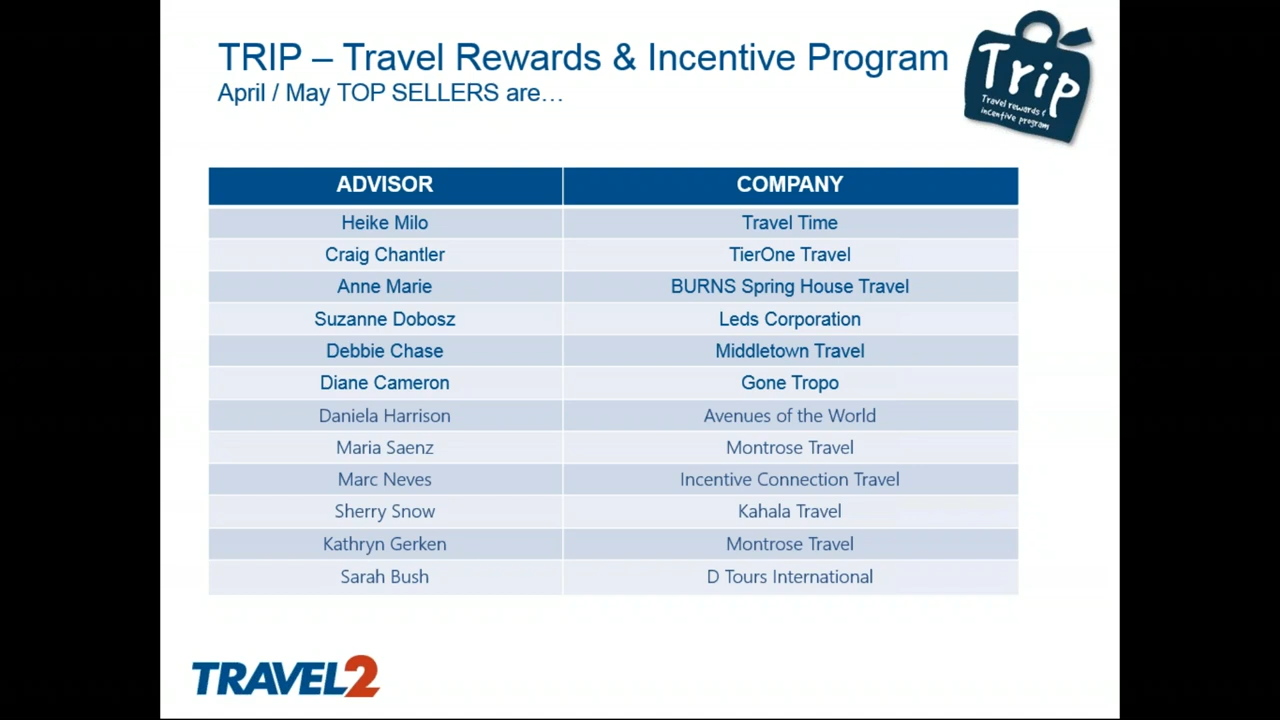 TRIP – Travel Rewards & Incentive Program
April / May TOP SELLERS are…
Trip
Travel rewards &
incentive program
ADVISOR COMPANY
Heike Milo Travel Time
Craig Chantler TierOne Travel
Anne Marie BURNS Spring House Travel
Suzanne Dobosz Leds Corporation
Debbie Chase Middletown Travel
Diane Cameron Gone Tropo
Daniela Harrison Avenues of the World
Maria Saenz Montrose Travel
Marc Neves Incentive Connection Travel
Sherry Snow Kahala Travel
Kathryn Gerken Montrose Travel
Sarah Bush D Tours International
TRAVEL2